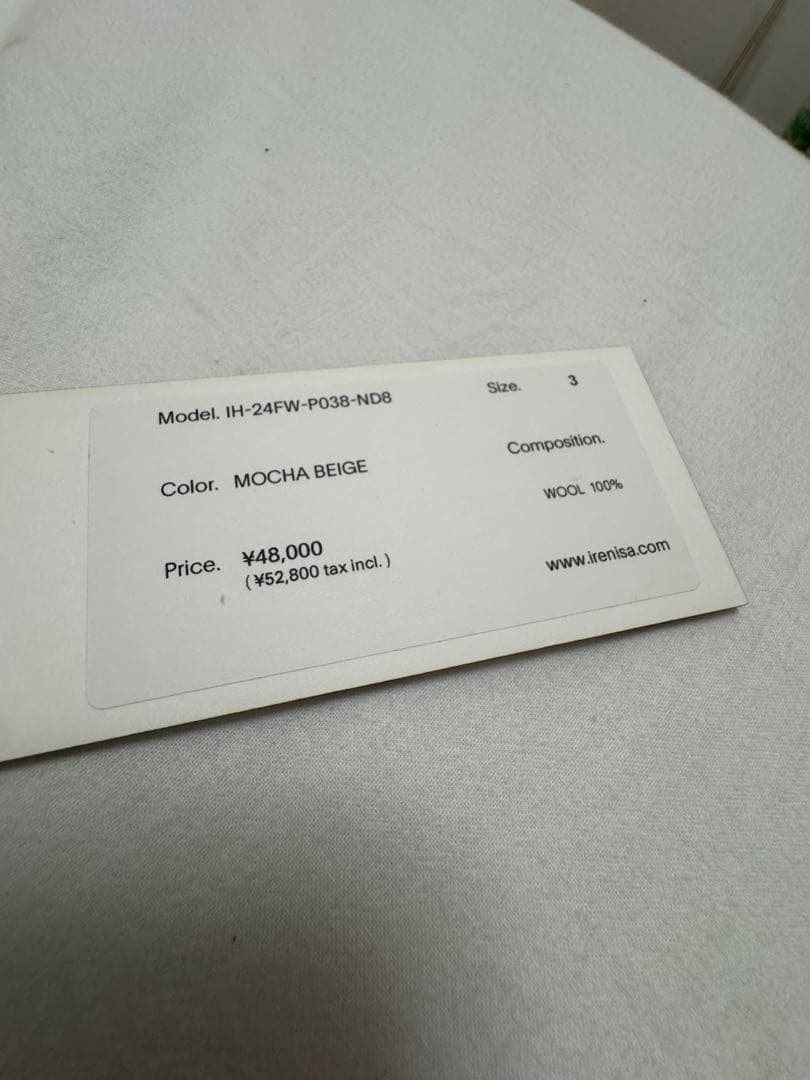 Model. IH-24FW-P038-ND8
Size. 3
Color. MOCHA BEIGE
Composition.
WOOL 100%
Price. ¥48,000
(¥52,800 tax incl.)
www.irenisa.com